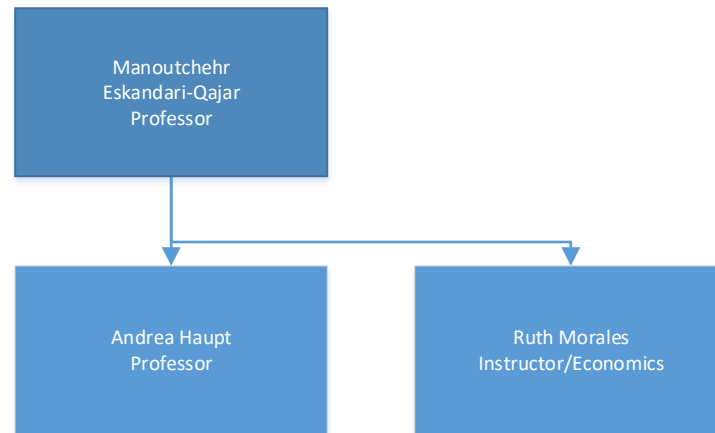 Manoutchehr
Eskandari-Qajar
Professor
Andrea Haupt
Professor
Ruth Morales
Instructor/Economics